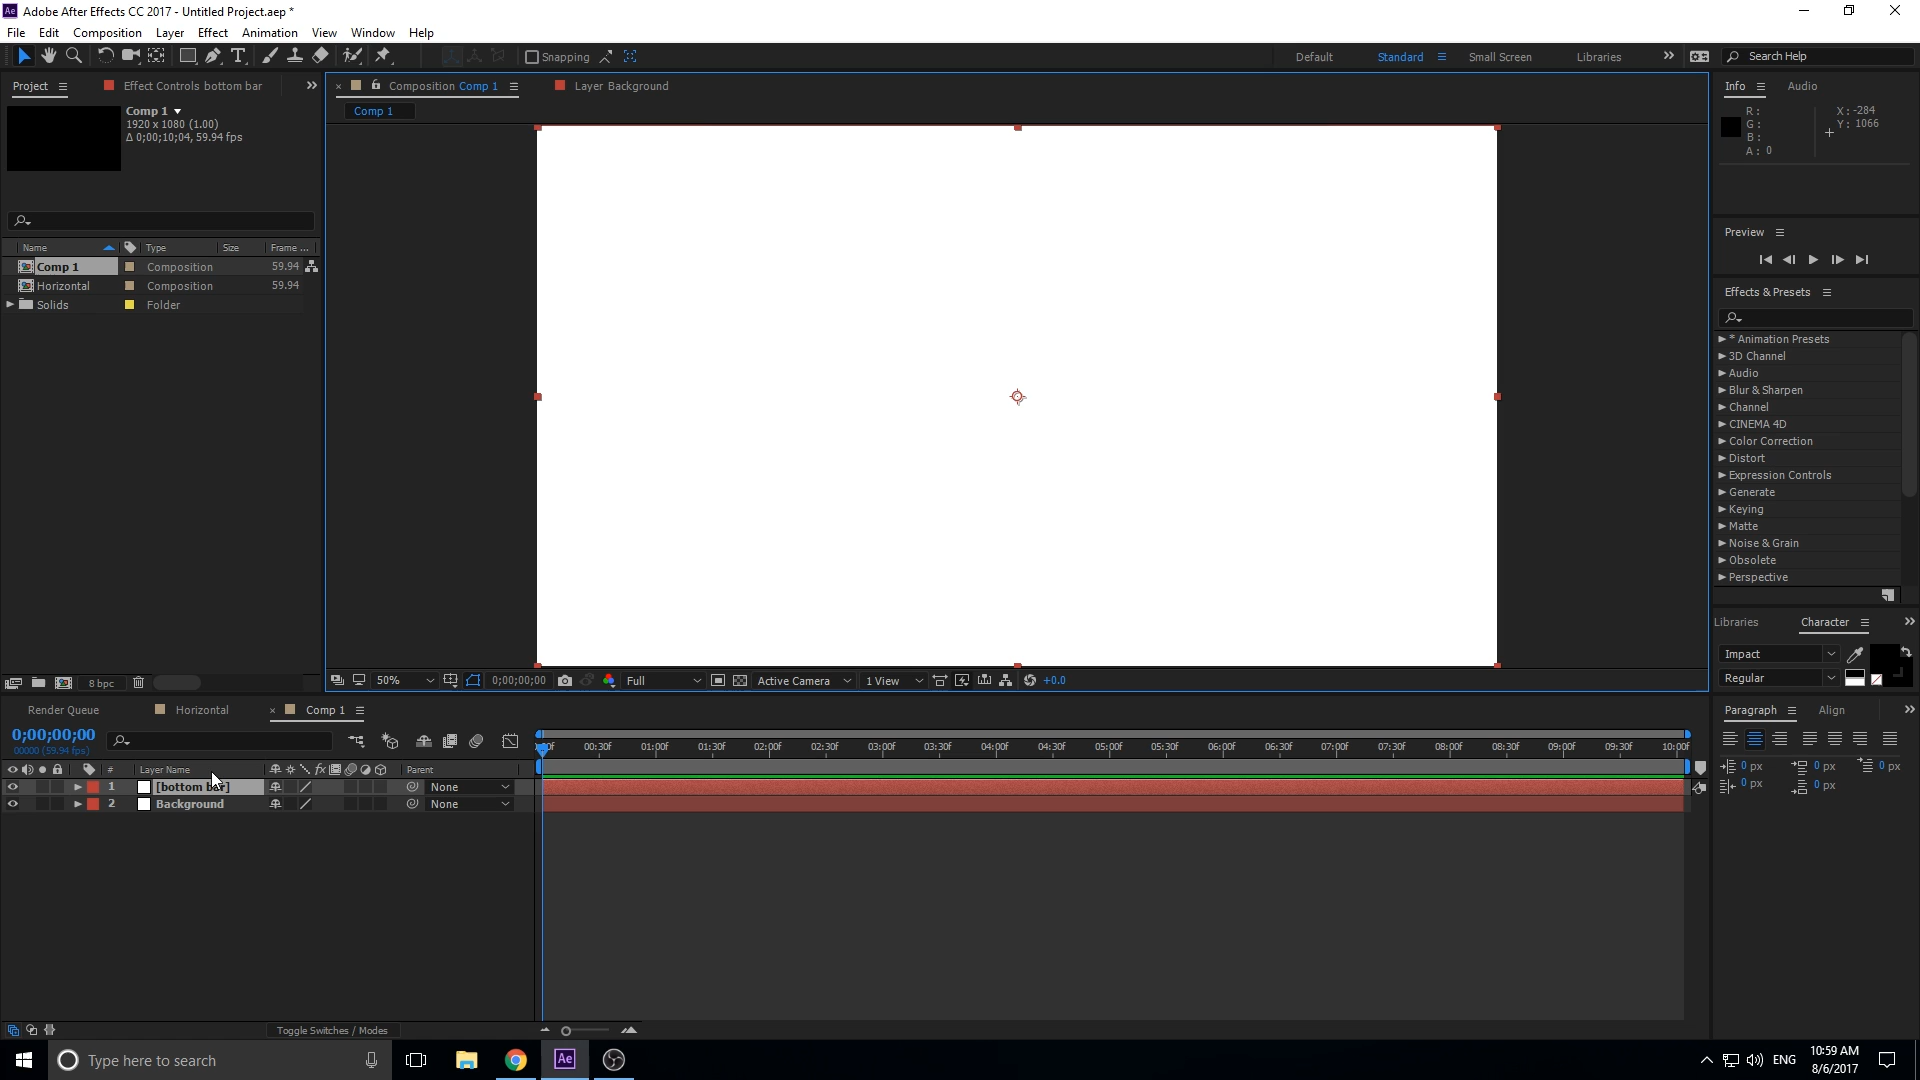 Adobe After Effects CC 2017 - Untitled Project.aep *
File Edit Composition Layer Effect Animation View Window Help
Snapping
Default Standard Small Screen Libraries Search Help
Project Effect Controls bottom bar
Composition Comp 1 Layer Background
Info Audio
Comp 1
1920 x 1080 (1.00)
Δ 0;00;10;04, 59.94 fps
Comp 1
R: X: -284
G: Y: 1066
B:
A: 0
Preview
Name Type Size Frame ...
Comp 1 Composition 59.94
Horizontal Composition 59.94
Solids Folder
Effects & Presets
* Animation Presets
3D Channel
Audio
Blur & Sharpen
Channel
CINEMA 4D
Color Correction
Distort
Expression Controls
Generate
Keying
Matte
Noise & Grain
Obsolete
Perspective
Libraries Character
Impact
Regular
8 bpc
50% 0;00;00;00 Full Active Camera 1 View +0.0
Render Queue Horizontal Comp 1
Paragraph Align
0;00;00;00
00000 (59.94 fps)
00:30f 01:00f 01:30f 02:00f 02:30f 03:00f 03:30f 04:00f 04:30f 05:00f 05:30f 06:00f 06:30f 07:00f 07:30f 08:00f 08:30f 09:00f 09:30f 10:00f
# Layer Name fx Parent
0 px 0 px 0 px
0 px 0 px
1 [bottom bar] None
2 Background None
Toggle Switches / Modes
Type here to search
Ae
ENG
10:59 AM
8/6/2017